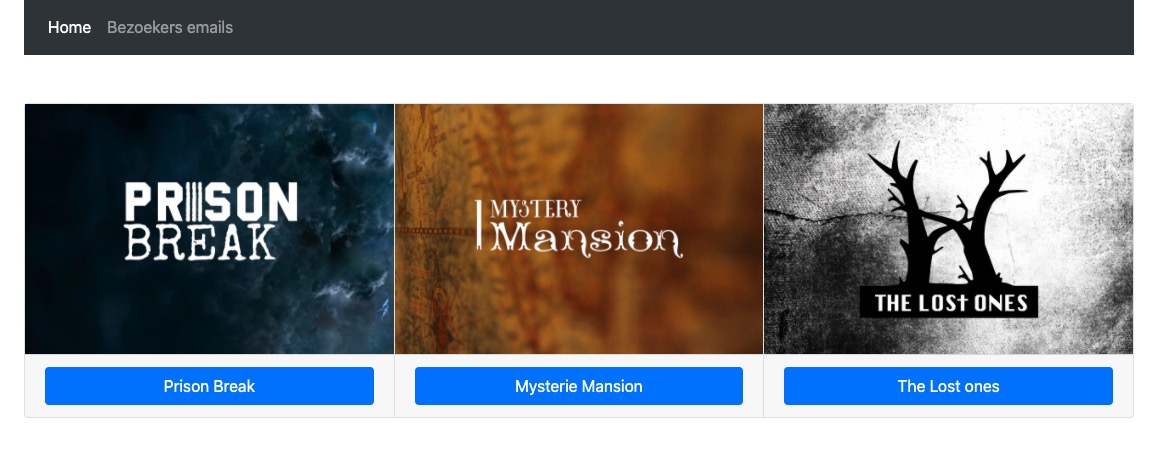 Home Bezoekers emails
PRISON
BREAK
MYSTERY
Mansion
THE LOST ONES
Prison Break Mysterie Mansion The Lost ones